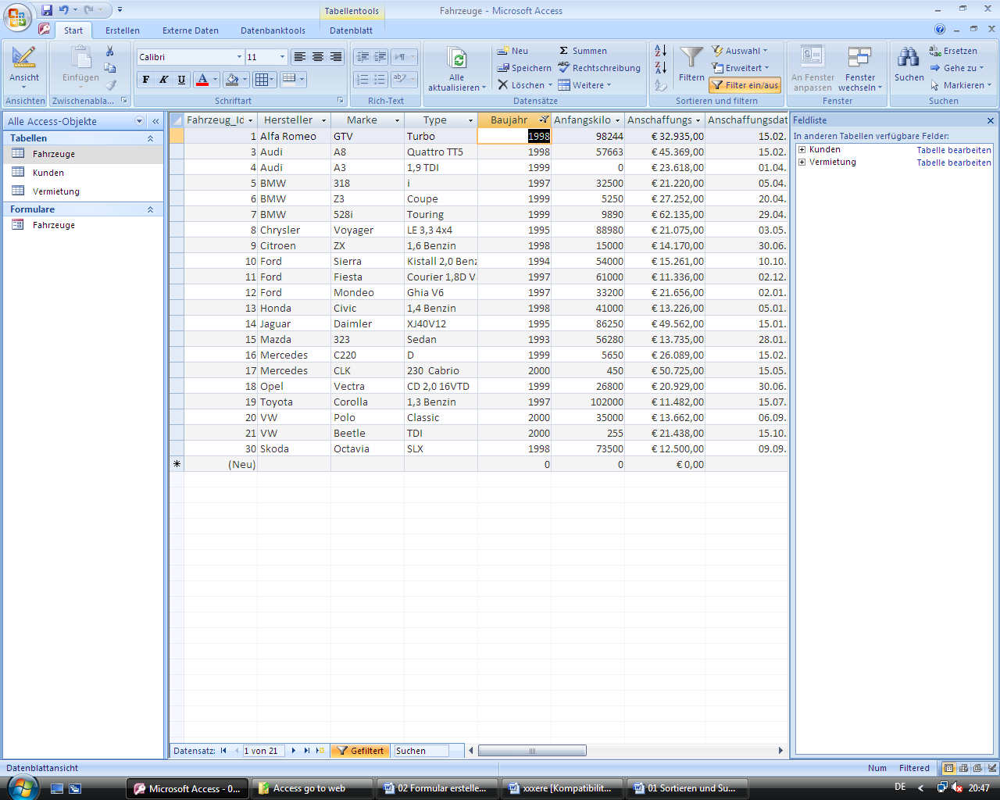 Tabellentools
Fahrzeuge - Microsoft Access
Start Erstellen Externe Daten Datenbanktools Datenblatt
Ansicht
Ansichten
Einfügen
Zwischenabla...
Calibri 11
F K U A
Schriftart
Rich-Text
Alle
aktualisieren
Neu
Speichern
Löschen
Summen
Rechtschreibung
Weitere
Datensätze
Filtern
Auswahl
Erweitert
Filter ein/aus
Sortieren und filtern
An Fenster
anpassen
Fenster
wechseln
Fenster
Suchen
Ersetzen
Gehe zu
Markieren
Suchen
Alle Access-Objekte
Tabellen
Fahrzeuge
Kunden
Vermietung
Formulare
Fahrzeuge
Fahrzeug_Id Hersteller Marke Type Baujahr Anfangskilo Anschaffungs Anschaffungsdat
1 Alfa Romeo GTV Turbo 1998 98244 € 32.935,00 15.02.
3 Audi A8 Quattro TT5 1998 57663 € 45.369,00 15.02.
4 Audi A3 1,9 TDI 1999 0 € 23.618,00 01.04.
5 BMW 318 i 1997 32500 € 21.220,00 05.04.
6 BMW Z3 Coupe 1999 5250 € 27.252,00 20.04.
7 BMW 528i Touring 1999 9890 € 62.135,00 29.04.
8 Chrysler Voyager LE 3,3 4x4 1995 88980 € 21.075,00 03.05.
9 Citroen ZX 1,6 Benzin 1998 15000 € 14.170,00 30.06.
10 Ford Sierra Kistall 2,0 Benz 1994 54000 € 15.261,00 10.10.
11 Ford Fiesta Courier 1,8D V 1997 61000 € 11.336,00 02.12.
12 Ford Mondeo Ghia V6 1997 33200 € 21.656,00 02.01.
13 Honda Civic 1,4 Benzin 1998 41000 € 13.226,00 05.01.
14 Jaguar Daimler XJ40V12 1995 86250 € 49.562,00 15.01.
15 Mazda 323 Sedan 1993 56280 € 13.735,00 28.01.
16 Mercedes C220 D 1999 5650 € 26.089,00 15.02.
17 Mercedes CLK 230 Cabrio 2000 450 € 50.725,00 15.05.
18 Opel Vectra CD 2,0 16VTD 1999 26800 € 20.929,00 30.06.
19 Toyota Corolla 1,3 Benzin 1997 102000 € 11.482,00 15.07.
20 VW Polo Classic 2000 35000 € 13.662,00 06.09.
21 VW Beetle TDI 2000 255 € 21.438,00 15.10.
30 Skoda Octavia SLX 1998 73500 € 12.500,00 09.09.
(Neu) 0 0 € 0,00
Feldliste
In anderen Tabellen verfügbare Felder:
Kunden Tabelle bearbeiten
Vermietung Tabelle bearbeiten
Datensatz: 1 von 21 Gefiltert Suchen
Datenblattansicht Num Filtered
Microsoft Access - 0... Access go to web 02 Formular erstelle... xxxere [Kompatibilit... 01 Sortieren und Su... DE 20:47